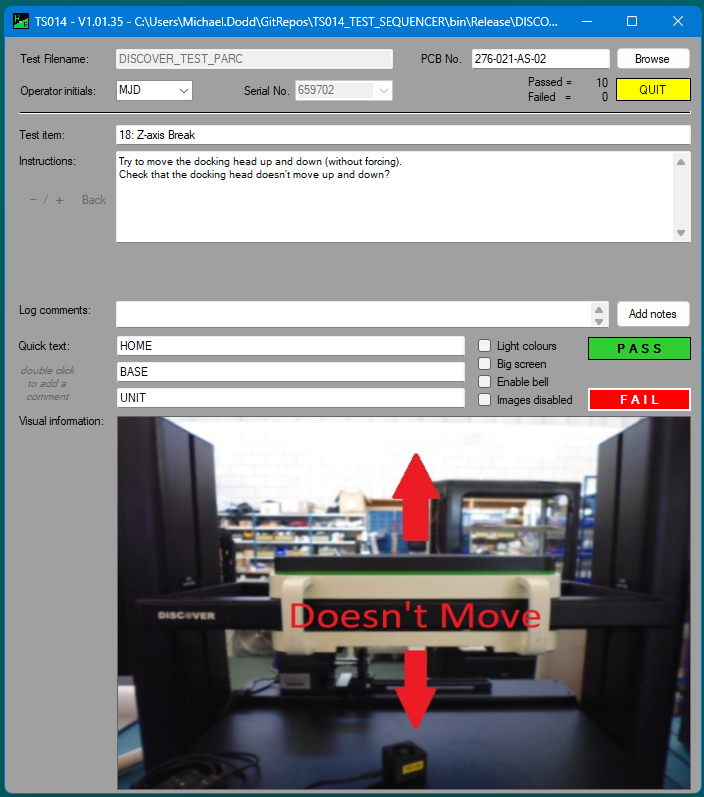 TS014 - V1.01.35 - C:\Users\Michael.Dodd\GitRepos\TS014_TEST_SEQUENCER\bin\Release\DISCO...
Test Filename: DISCOVER_TEST_PARC PCB No. 276-021-AS-02 Browse
Operator initials: MJD Serial No. 659702 Passed = 10 QUIT
Failed = 0
Test item: 18: Z-axis Break
Instructions: Try to move the docking head up and down (without forcing).
Check that the docking head doesn't move up and down?
- / + Back
Log comments: Add notes
Quick text: HOME Light colours PASS
Big screen
double click BASE
to add a Enable bell
comment
UNIT Images disabled FAIL
Visual information:
DISCOVER
Doesn't Move